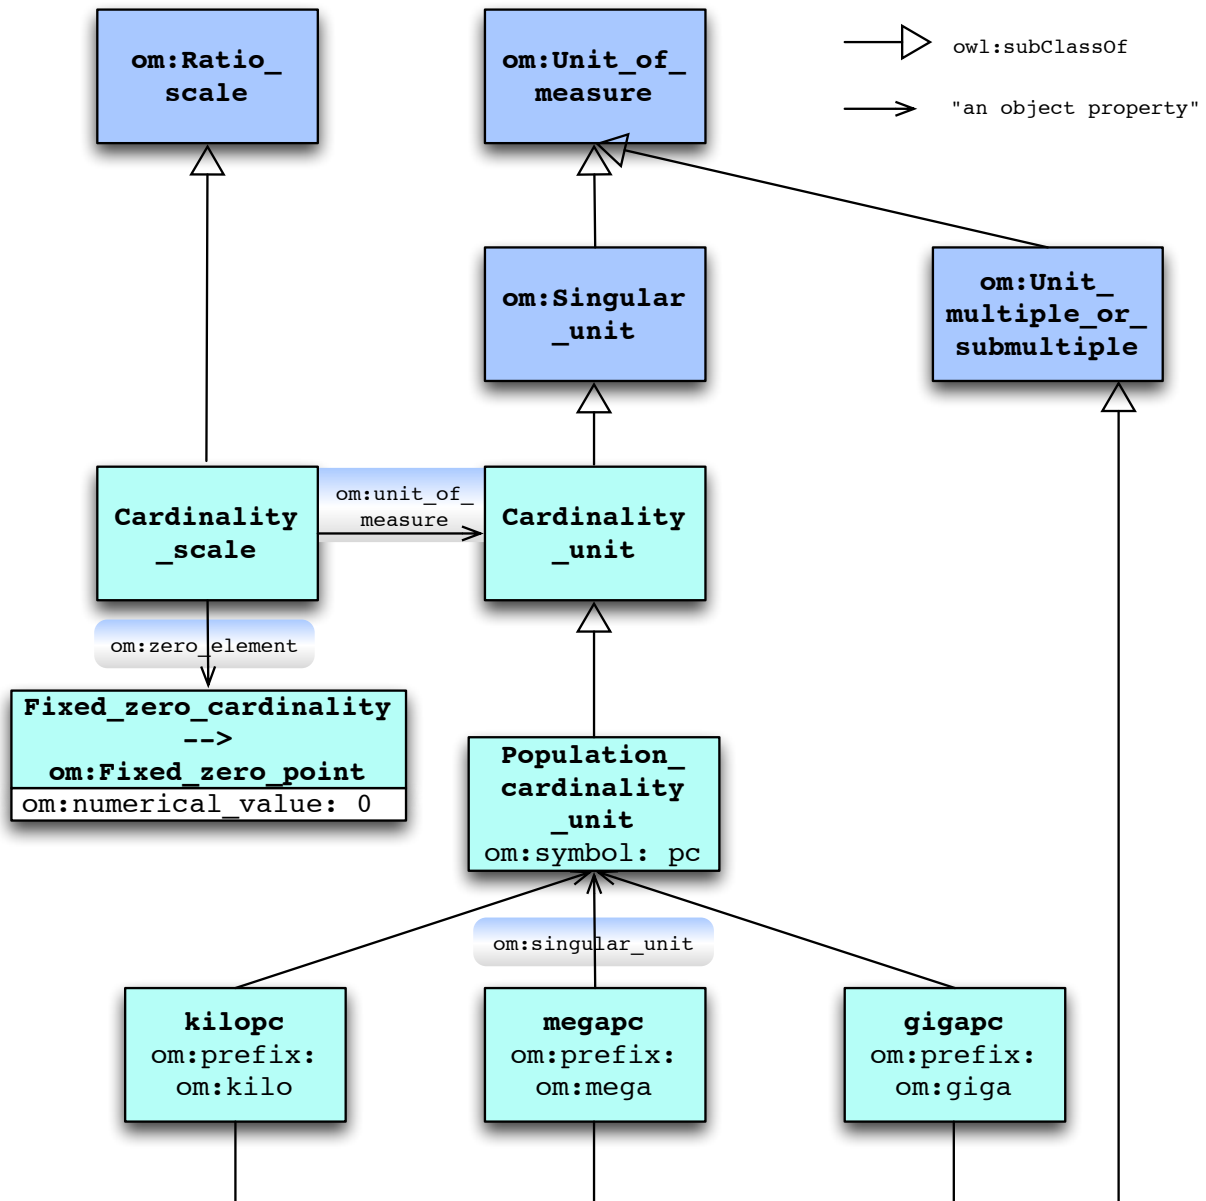 om:Ratio_
scale
om:Unit_of_
measure
owl:subClassOf
"an object property"
om:Singular
_unit
om:Unit_
multiple_or_
submultiple
Cardinality
_scale
om:unit_of_
measure
Cardinality
_unit
om:zero_element
Fixed_zero_cardinality
-->
om:Fixed_zero_point
om:numerical_value: 0
Population_
cardinality
_unit
om:symbol: pc
om:singular_unit
kilopc
om:prefix:
om:kilo
megapc
om:prefix:
om:mega
gigapc
om:prefix:
om:giga